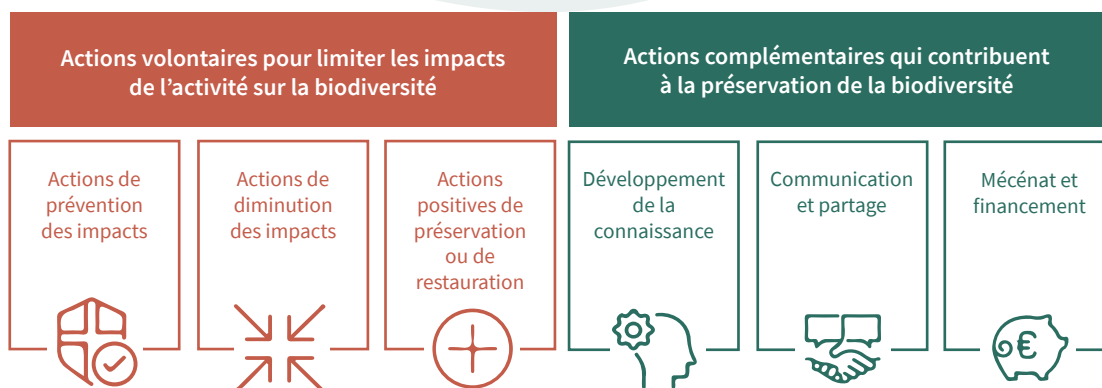 Actions volontaires pour limiter les impacts
de l’activité sur la biodiversité
Actions complémentaires qui contribuent
à la préservation de la biodiversité
Actions de
prévention
des impacts
Actions de
diminution
des impacts
Actions
positives de
préservation
ou de
restauration
Développement
de la
connaissance
Communication
et partage
Mécénat et
financement
€